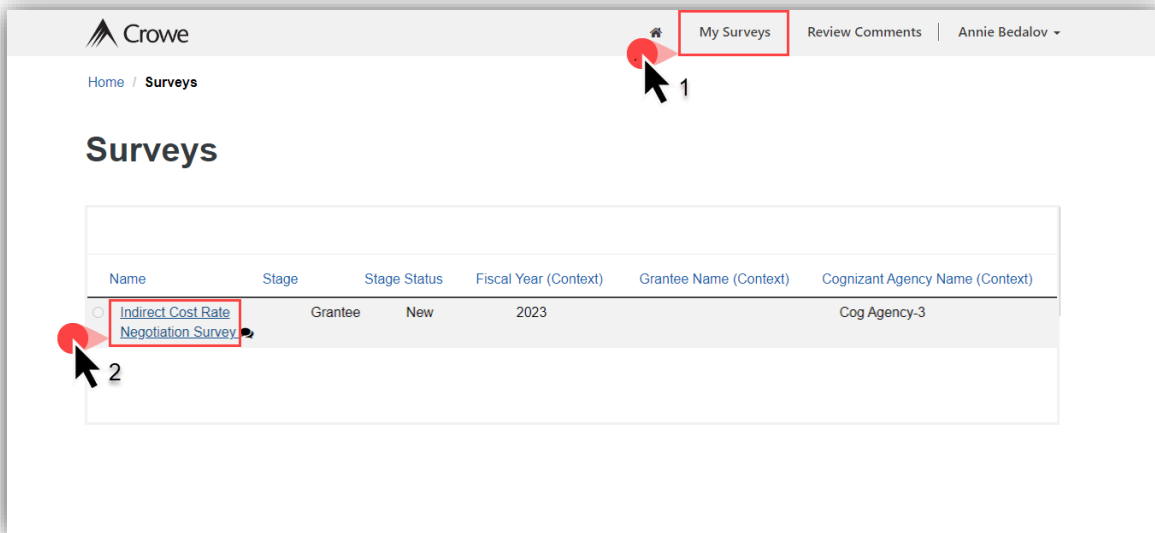 Crowe
My Surveys
Review Comments
Annie Bedalov
1
Home / Surveys
Surveys
Name Stage Stage Status Fiscal Year (Context) Grantee Name (Context) Cognizant Agency Name (Context)
Indirect Cost Rate Grantee New 2023 Cog Agency-3
Negotiation Survey
2